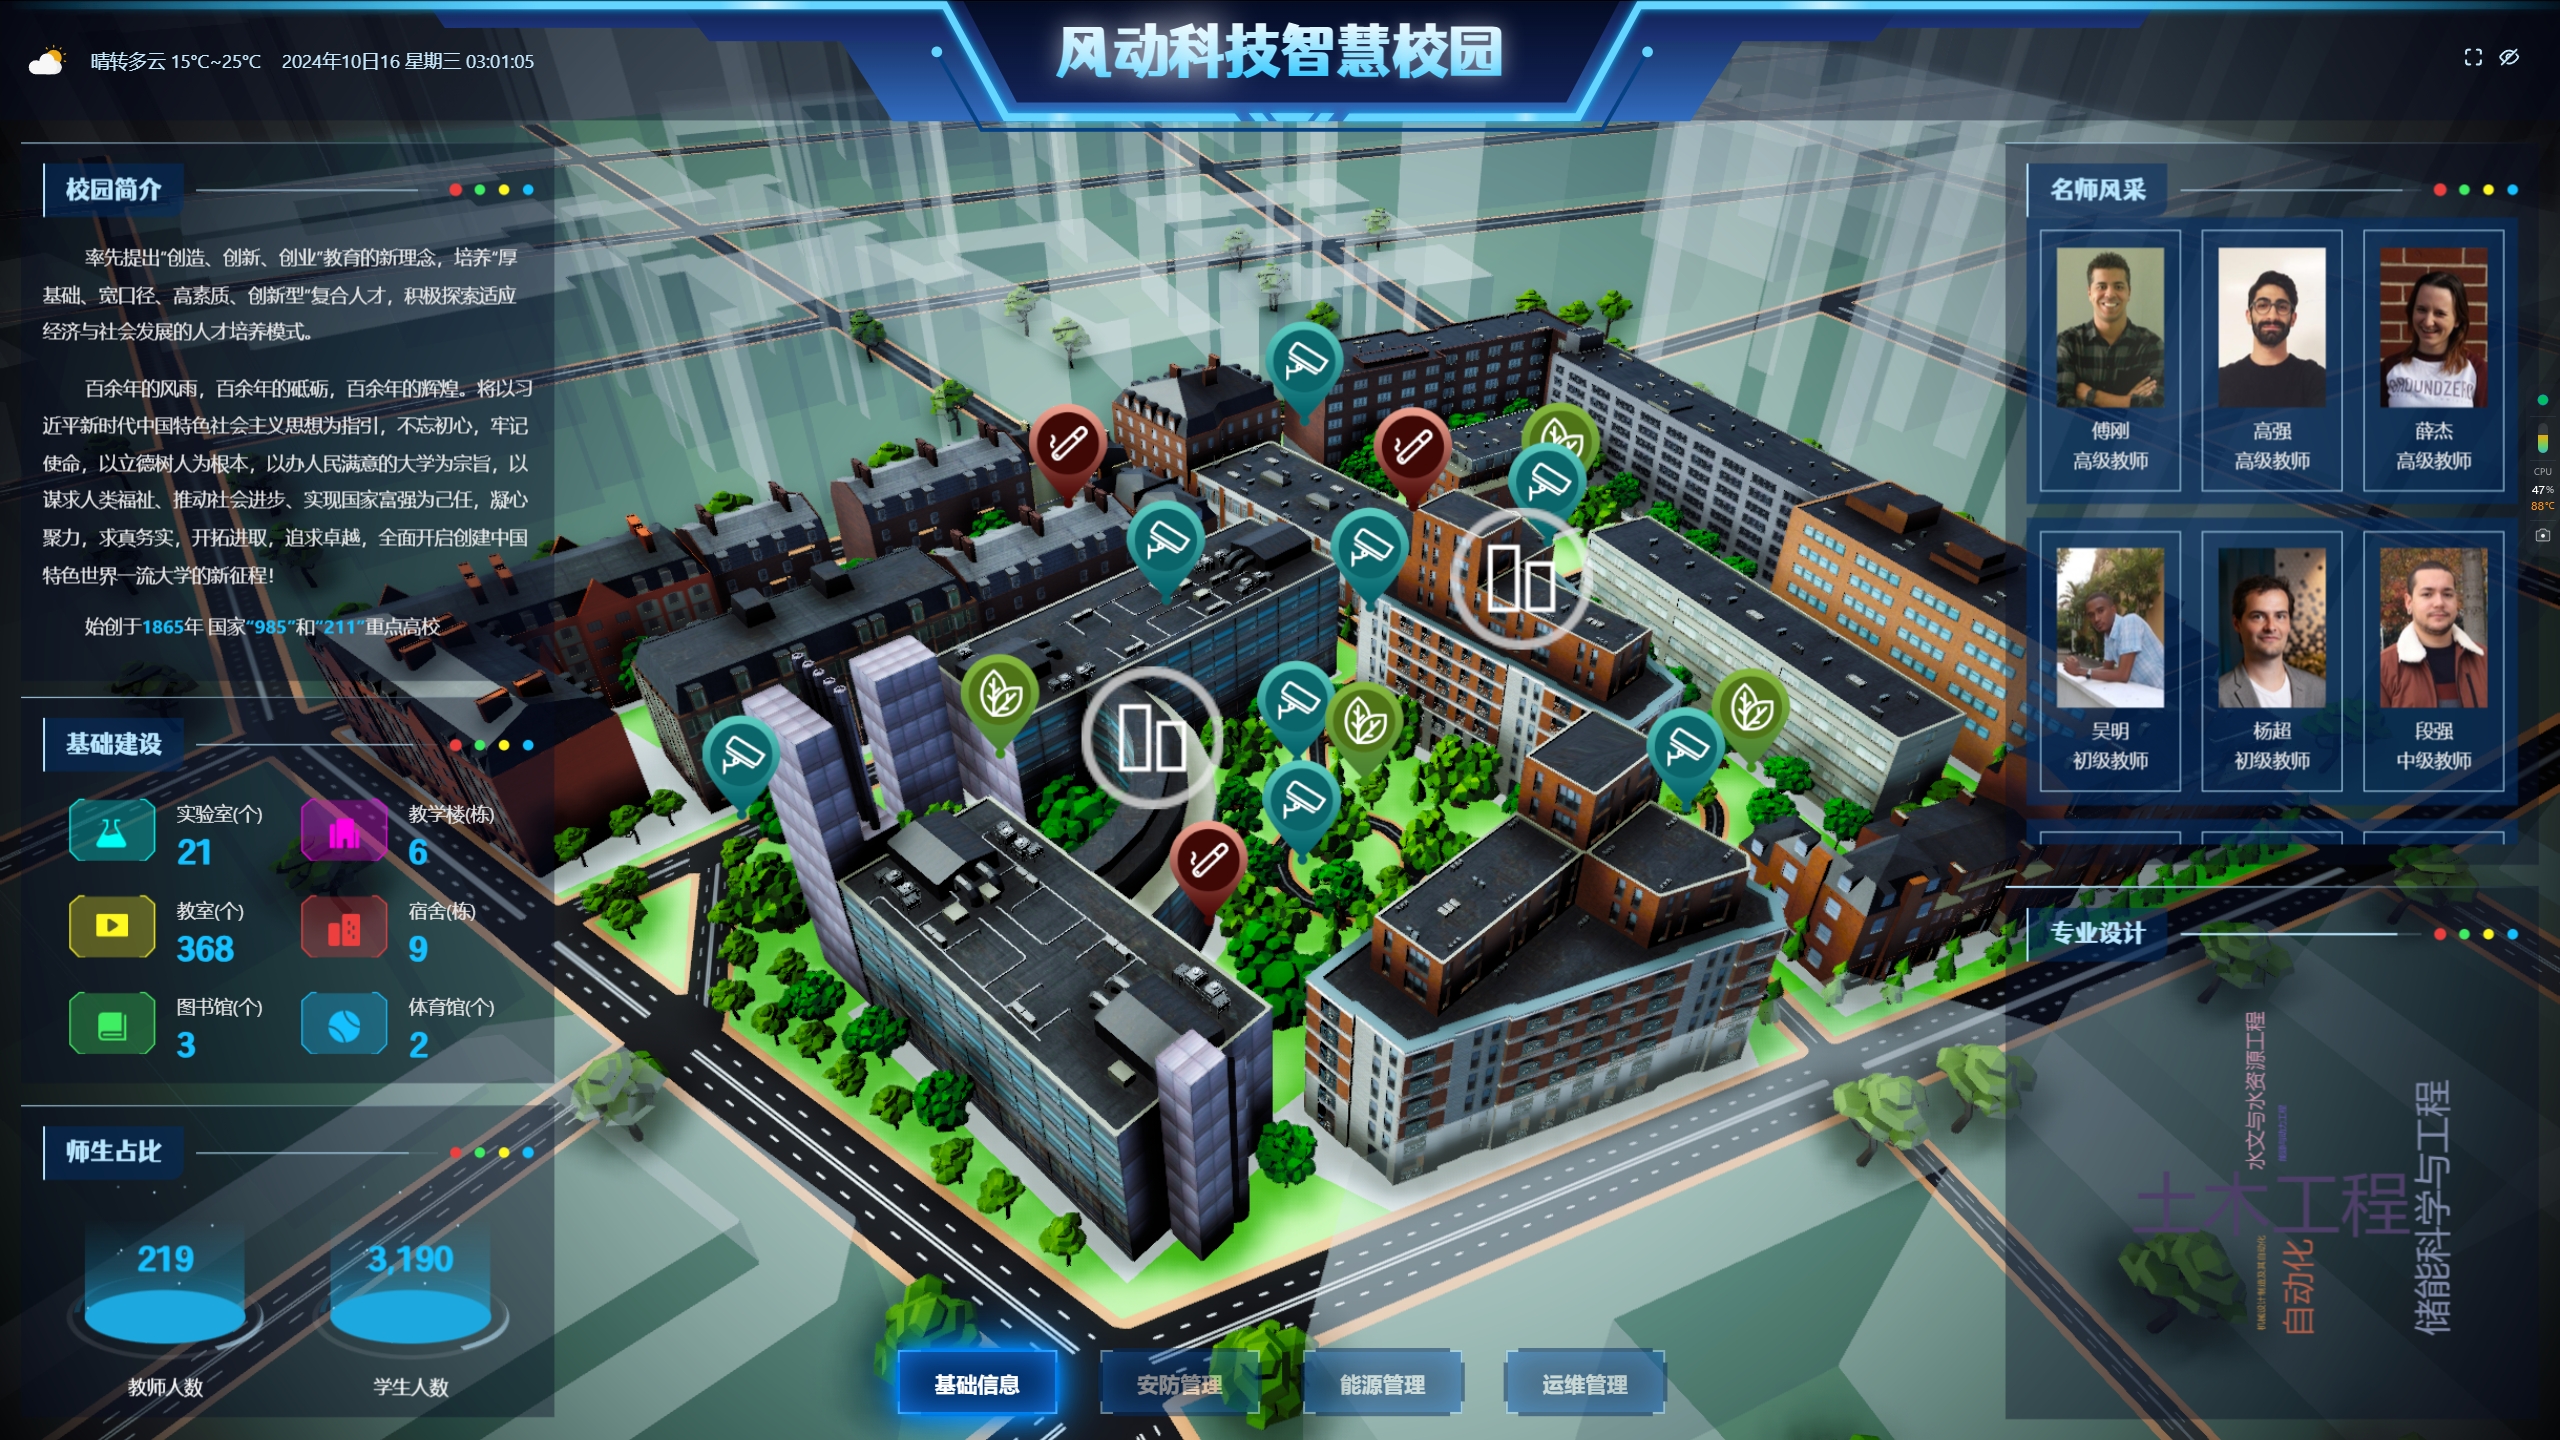 风动科技智慧校园
晴转多云 15℃~25℃ 2024年10日16 星期三 03:01:05
校园简介
率先提出“创造、创新、创业”教育的新理念，培养“厚
基础、宽口径、高素质、创新型”复合人才，积极探索适应
经济与社会发展的人才培养模式。
百余年的风雨，百余年的砥砺，百余年的辉煌。将以习
近平新时代中国特色社会主义思想为指引，不忘初心，牢记
使命，以立德树人为根本，以办人民满意的大学为宗旨，以
谋求人类福祉、推动社会进步、实现国家富强为己任，凝心
聚力，求真务实，开拓进取，追求卓越，全面开启创建中国
特色世界一流大学的新征程！
始创于1865年 国家“985”和“211”重点高校
基础建设
实验室(个)
21
教学楼(栋)
6
教室(个)
368
宿舍(栋)
9
图书馆(个)
3
体育馆(个)
2
师生占比
219
教师人数
3,190
学生人数
基础信息
安防管理
能源管理
运维管理
名师风采
傅刚
高级教师
高强
高级教师
GROUNDZERO
薛杰
高级教师
吴明
初级教师
杨超
初级教师
段强
中级教师
专业设计
水文与水资源工程
土木工程
储能科学与工程
自动化
机械设计制造及其自动化
CPU
47%
88°C